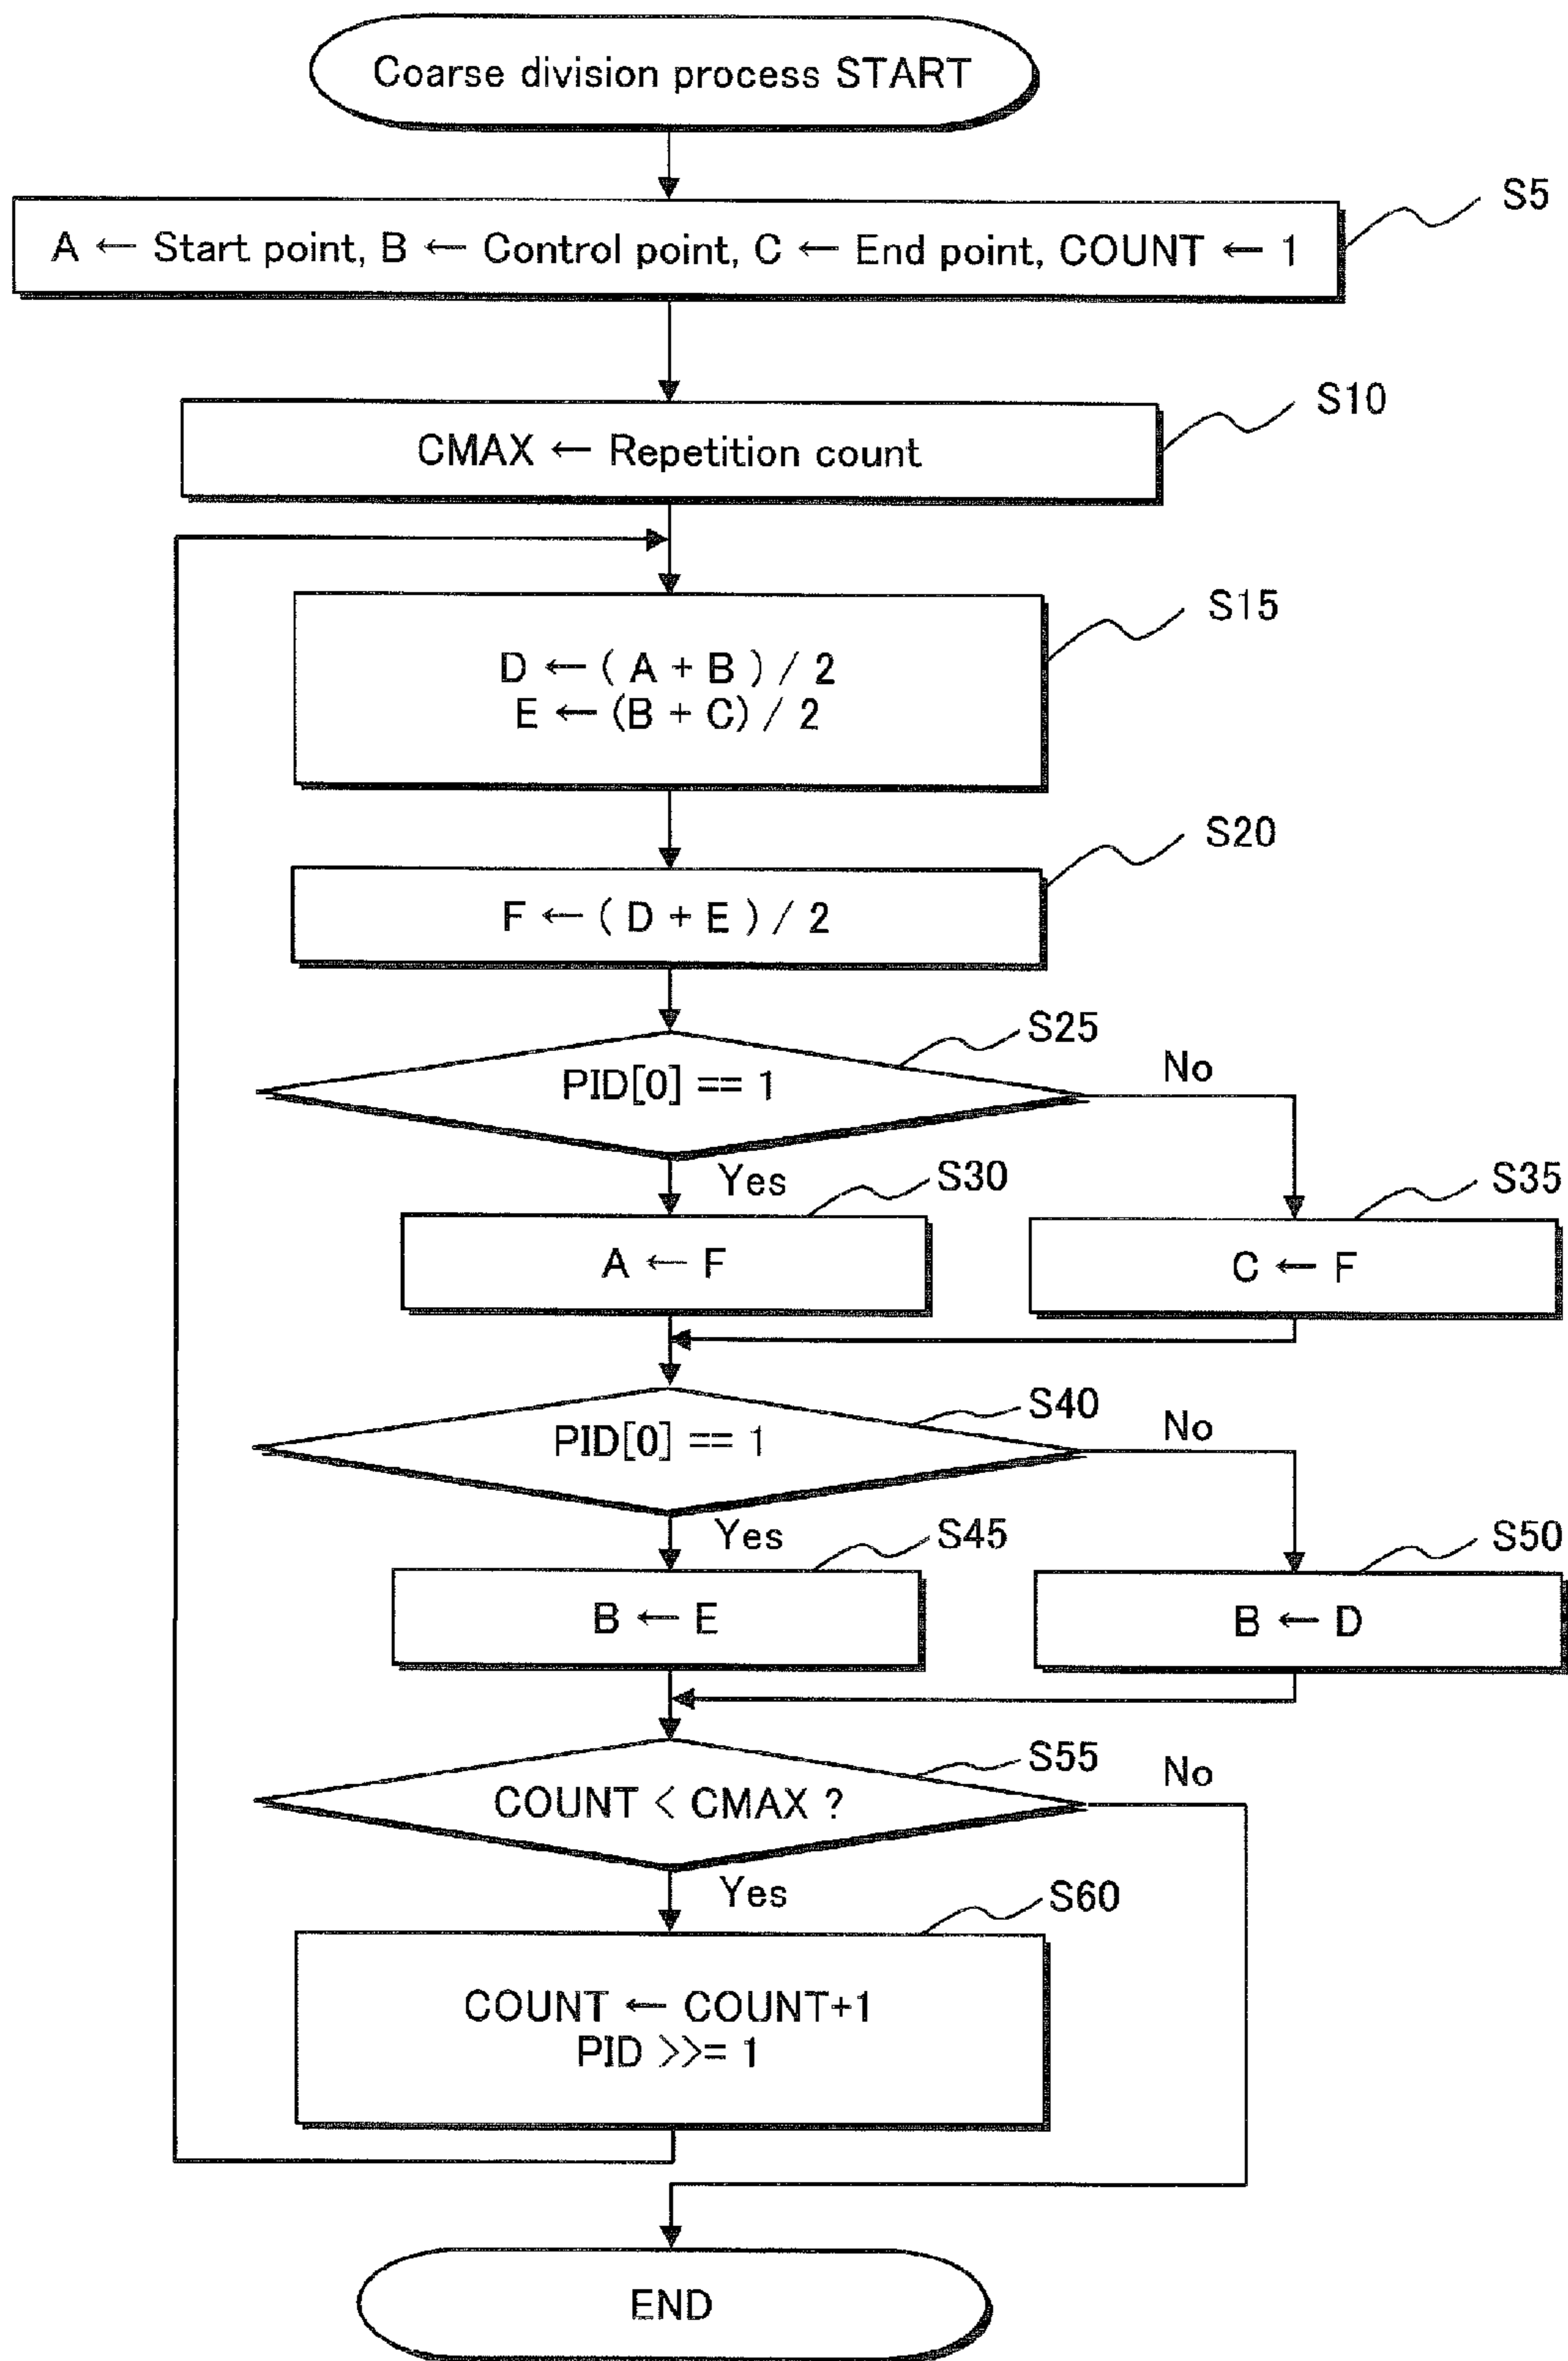 Coarse division process START
S5
A ← Start point, B ← Control point, C ← End point, COUNT ← 1
S10
CMAX ← Repetition count
S15
D ← ( A + B ) / 2
E ← (B + C) / 2
S20
F ← ( D + E ) / 2
S25
PID[0] == 1
No
Yes
S30
S35
A ← F
C ← F
S40
PID[0] == 1
No
Yes
S45
S50
B ← E
B ← D
S55
COUNT < CMAX ?
No
Yes
S60
COUNT ← COUNT+1
PID >>= 1
END